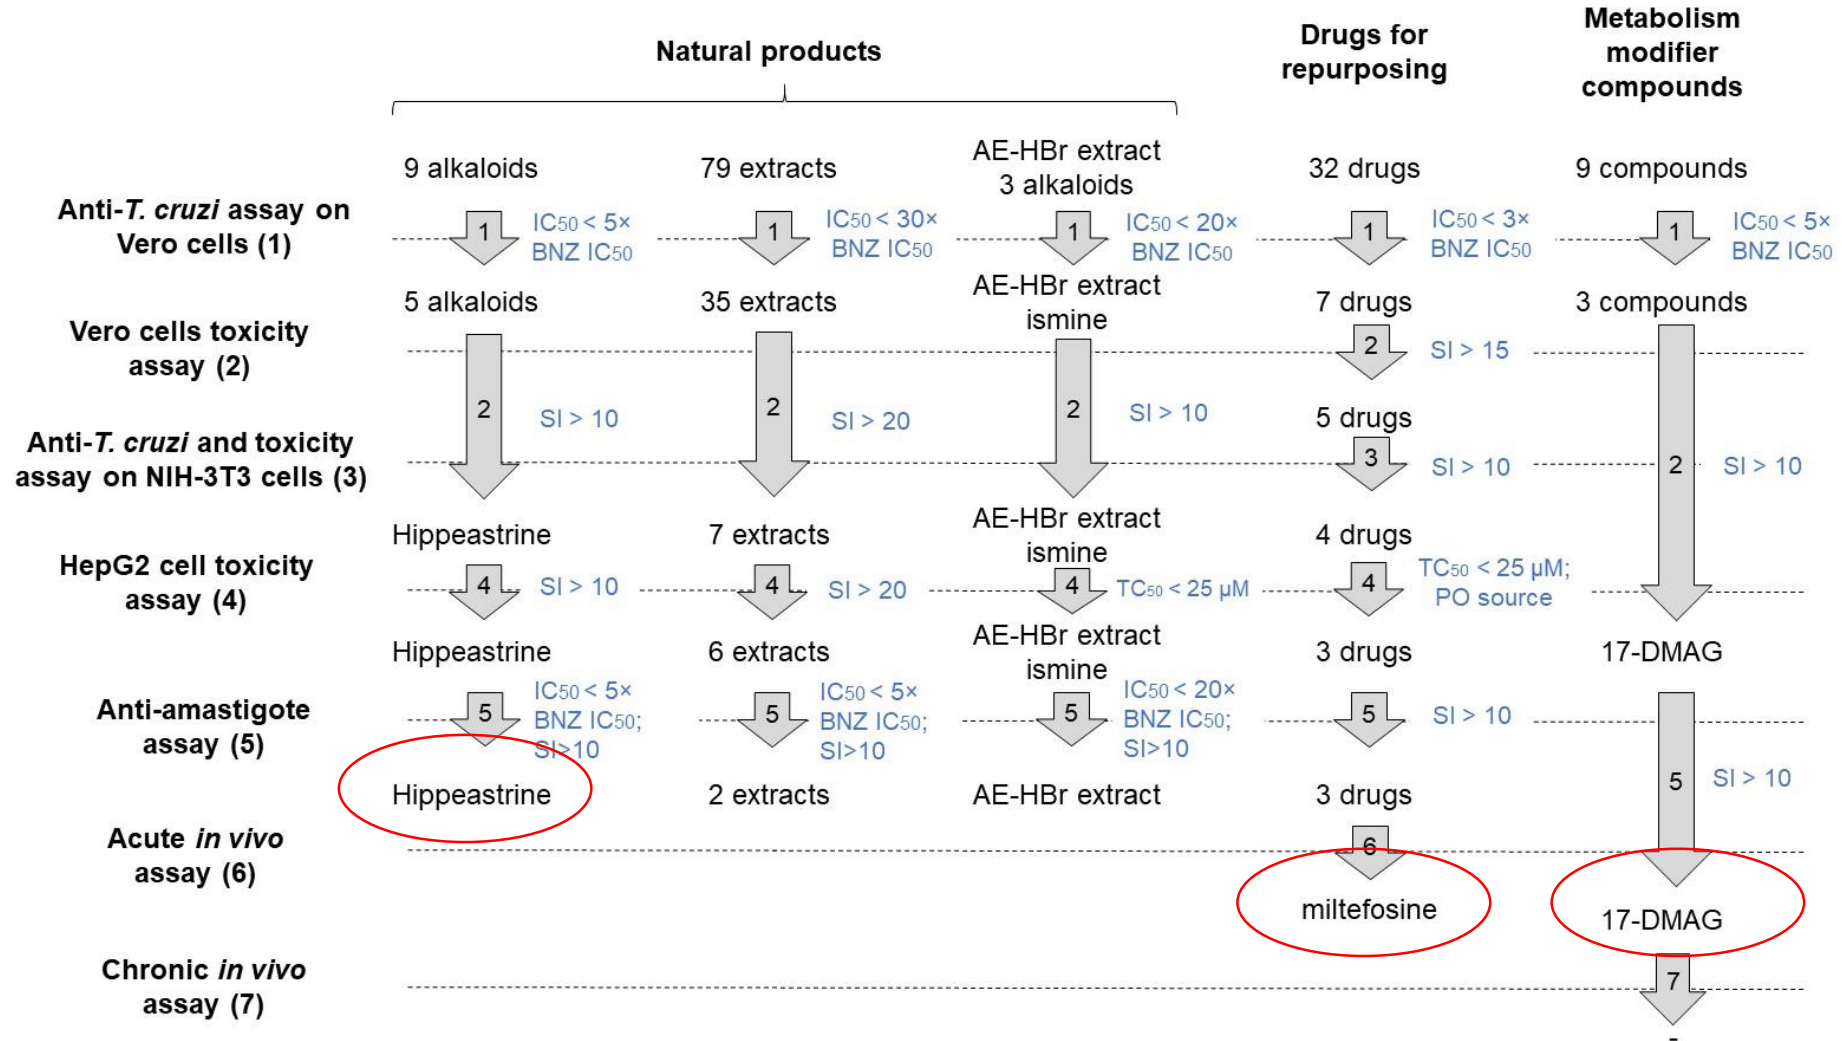 Natural products
Drugs for
repurposing
Metabolism
modifier
compounds
9 alkaloids
79 extracts
AE-HBr extract
3 alkaloids
32 drugs
9 compounds
Anti-T. cruzi assay on
Vero cells (1)
1
IC50 < 5×
BNZ IC50
1
IC50 < 30×
BNZ IC50
1
IC50 < 20×
BNZ IC50
1
IC50 < 3×
BNZ IC50
1
IC50 < 5×
BNZ IC50
5 alkaloids
35 extracts
AE-HBr extract
ismine
7 drugs
3 compounds
Vero cells toxicity
assay (2)
2
SI > 15
2
SI > 10
2
SI > 20
2
SI > 10
5 drugs
Anti-T. cruzi and toxicity
assay on NIH-3T3 cells (3)
3
SI > 10
2
SI > 10
Hippeastrine
7 extracts
AE-HBr extract
ismine
4 drugs
HepG2 cell toxicity
assay (4)
4
SI > 10
4
SI > 20
4
TC50 < 25 µM
4
TC50 < 25 µM;
PO source
Hippeastrine
6 extracts
AE-HBr extract
ismine
3 drugs
17-DMAG
Anti-amastigote
assay (5)
5
IC50 < 5×
BNZ IC50;
SI>10
5
IC50 < 5×
BNZ IC50;
SI>10
5
IC50 < 20×
BNZ IC50;
SI>10
5
SI > 10
5
SI > 10
Hippeastrine
2 extracts
AE-HBr extract
3 drugs
Acute in vivo
assay (6)
6
miltefosine
17-DMAG
Chronic in vivo
assay (7)
7
-